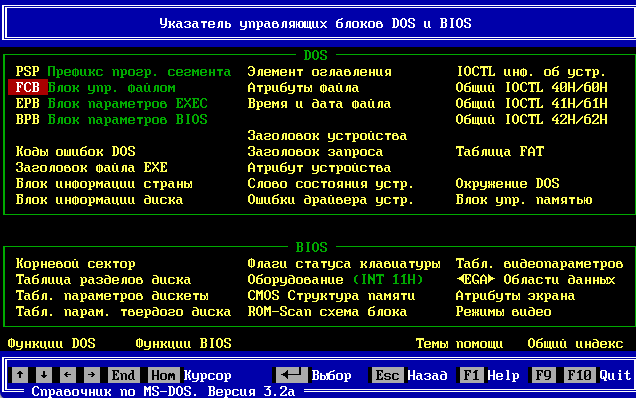 Указатель управляющих блоков DOS и BIOS
DOS
PSP Префикс прогр. сегмента Элемент оглавления IOCTL инф. об устр.
FCB Блок упр. файлом Атрибуты файла Общий IOCTL 40H/60H
EPB Блок параметров EXEC Время и дата файла Общий IOCTL 41H/61H
BPB Блок параметров BIOS Общий IOCTL 42H/62H
Заголовок устройства
Коды ошибок DOS Заголовок запроса Таблица FAT
Заголовок файла EXE Атрибут устройства
Блок информации страны Слово состояния устр. Окружение DOS
Блок информации диска Ошибки драйвера устр. Блок упр. памятью
BIOS
Корневой сектор Флаги статуса клавиатуры Табл. видеопараметров
Таблица разделов диска Оборудование (INT 11H) ◄EGA► Области данных
Табл. параметров дискеты CMOS Структура памяти Атрибуты экрана
Табл. парам. твердого диска ROM-Scan схема блока Режимы видео
Функции DOS Функции BIOS Темы помощи Общий индекс
↑ ↓ ← → End Hom Курсор ◄─┘ Выбор Esc Назад F1 Help F9 F10 Quit
Справочник по MS-DOS. Версия 3.2а